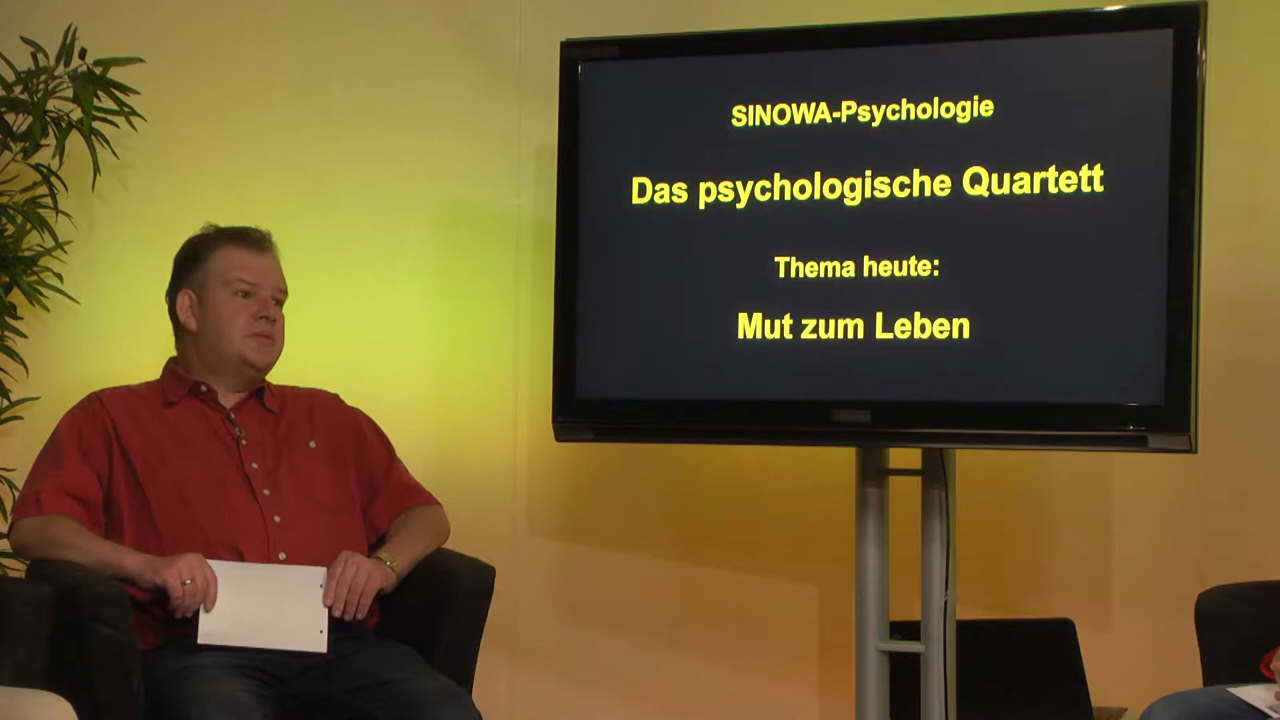 SINOWA-Psychologie
Das psychologische Quartett
Thema heute:
Mut zum Leben